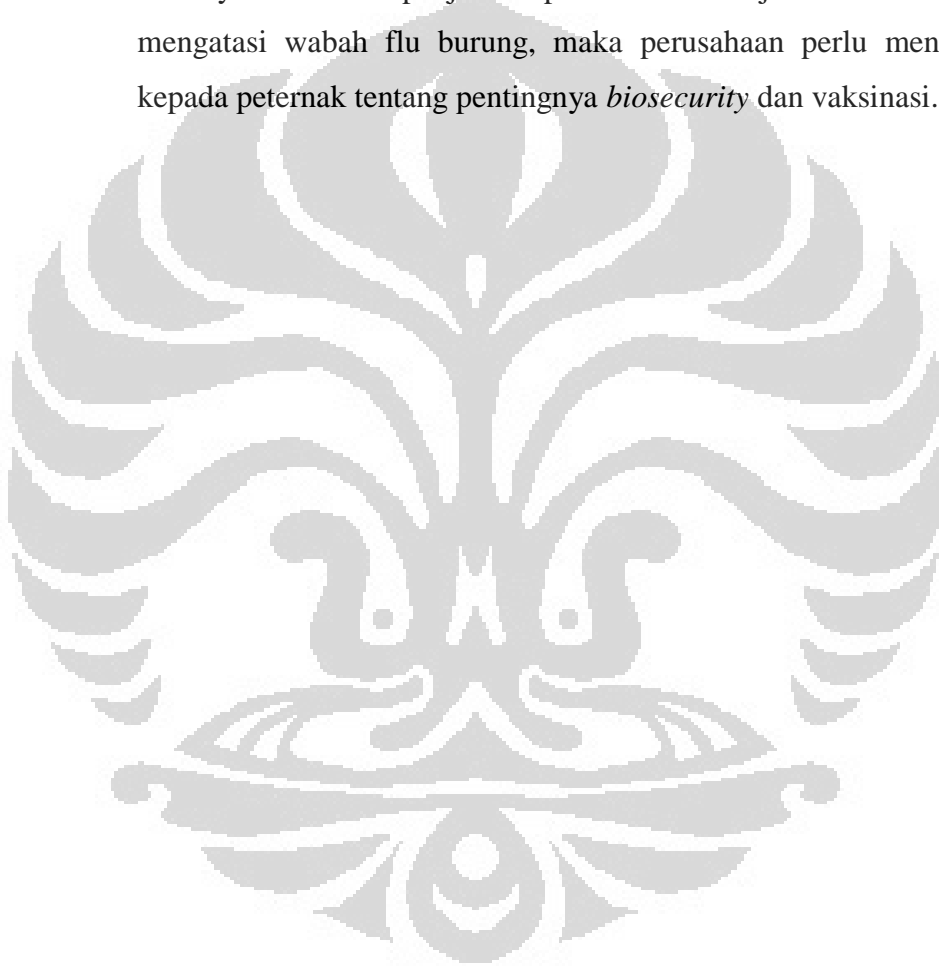 mengatasi wabah flu burung, maka perusahaan perlu men
kepada peternak tentang pentingnya biosecurity dan vaksinasi.